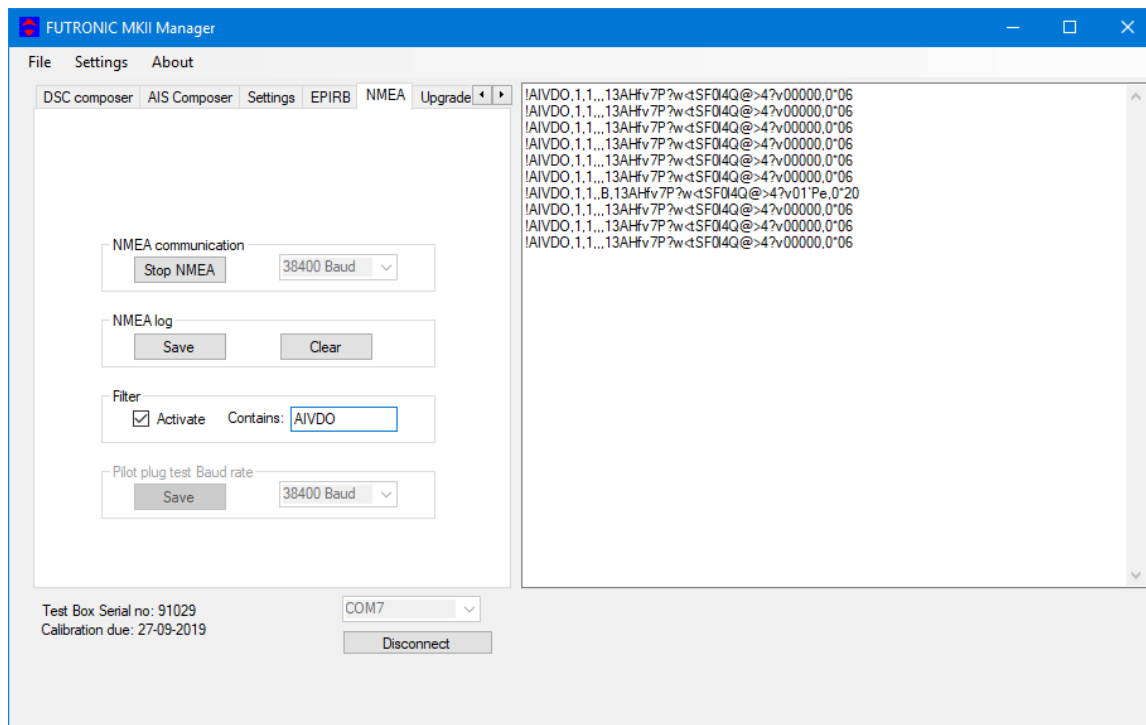 FUTRONIC MKII Manager
File Settings About
DSC composer AIS Composer Settings EPIRB NMEA Upgrade
NMEA communication
Stop NMEA 38400 Baud
NMEA log
Save Clear
Filter
Activate Contains: AIVDO
Pilot plug test Baud rate
Save 38400 Baud
!AIVDO,1,1,,,13AHfv7P?w<tSF0l4Q@>4?v00000,0*06
!AIVDO,1,1,,,13AHfv7P?w<tSF0l4Q@>4?v00000,0*06
!AIVDO,1,1,,,13AHfv7P?w<tSF0l4Q@>4?v00000,0*06
!AIVDO,1,1,,,13AHfv7P?w<tSF0l4Q@>4?v00000,0*06
!AIVDO,1,1,,,13AHfv7P?w<tSF0l4Q@>4?v00000,0*06
!AIVDO,1,1,,,13AHfv7P?w<tSF0l4Q@>4?v00000,0*06
!AIVDO,1,1,,B,13AHfv7P?w<tSF0l4Q@>4?v01`Pe,0*20
!AIVDO,1,1,,,13AHfv7P?w<tSF0l4Q@>4?v00000,0*06
!AIVDO,1,1,,,13AHfv7P?w<tSF0l4Q@>4?v00000,0*06
!AIVDO,1,1,,,13AHfv7P?w<tSF0l4Q@>4?v00000,0*06
Test Box Serial no: 91029
Calibration due: 27-09-2019
COM7
Disconnect